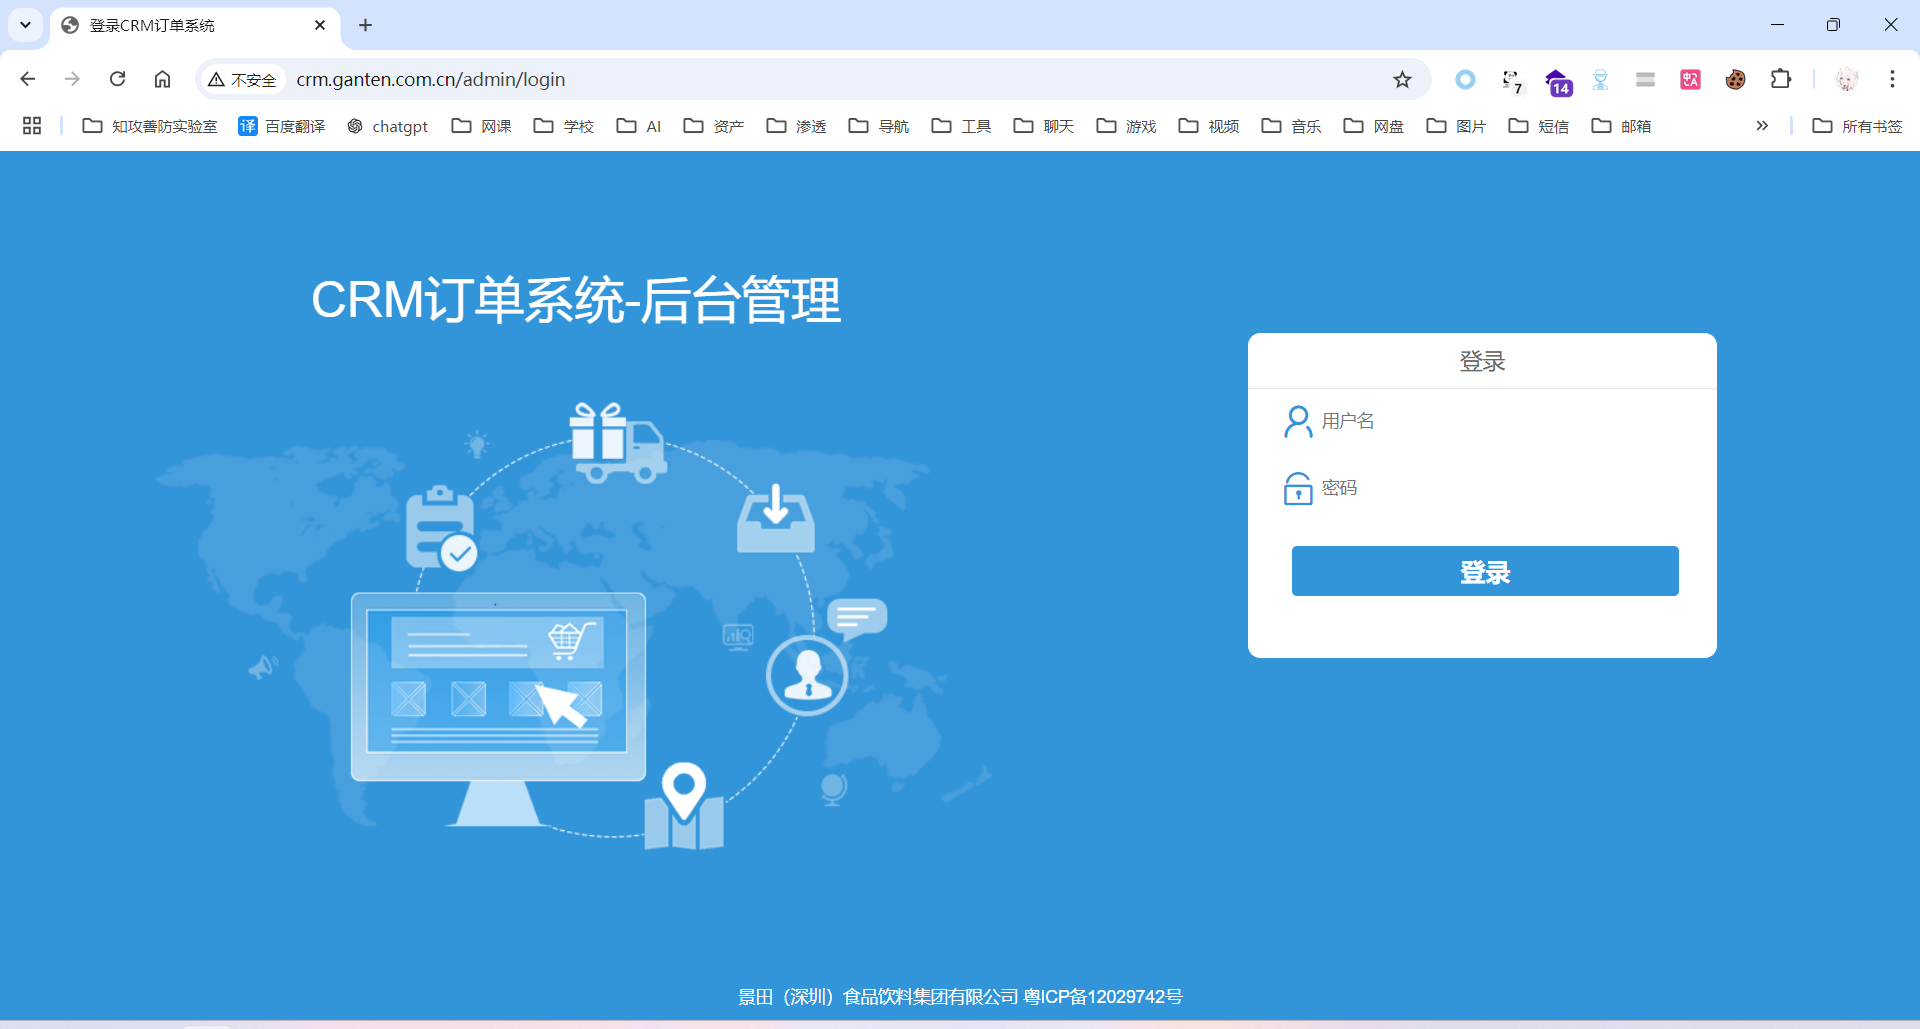 登录CRM订单系统
不安全 crm.ganten.com.cn/admin/login
7
14
知攻善防实验室 译 百度翻译 chatgpt 网课 学校 AI 资产 渗透 导航 工具 聊天 游戏 视频 音乐 网盘 图片 短信 邮箱 所有书签
CRM订单系统-后台管理
登录
用户名
密码
登录
景田（深圳）食品饮料集团有限公司 粤ICP备12029742号